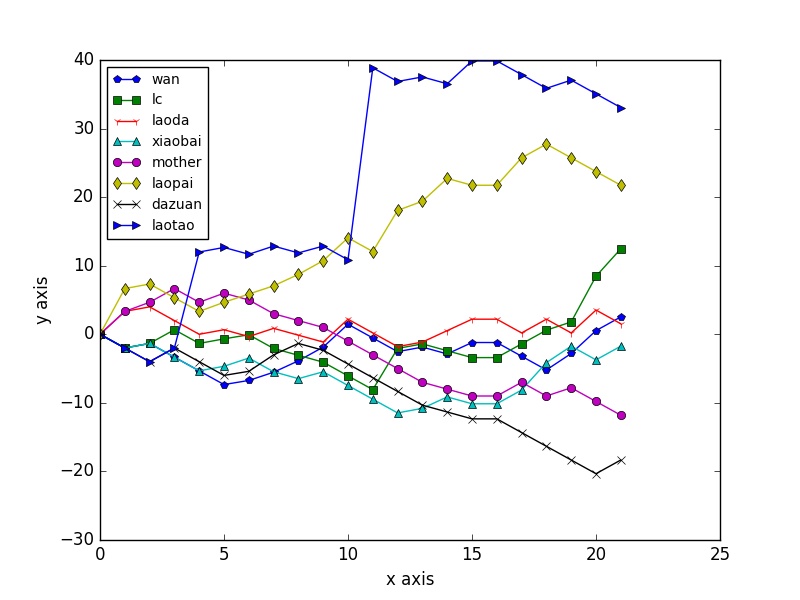 40
30
20
10
0
−10
−20
−30
0
5
10
15
20
25
x axis
y axis
wan
lc
laoda
xiaobai
mother
laopai
dazuan
laotao